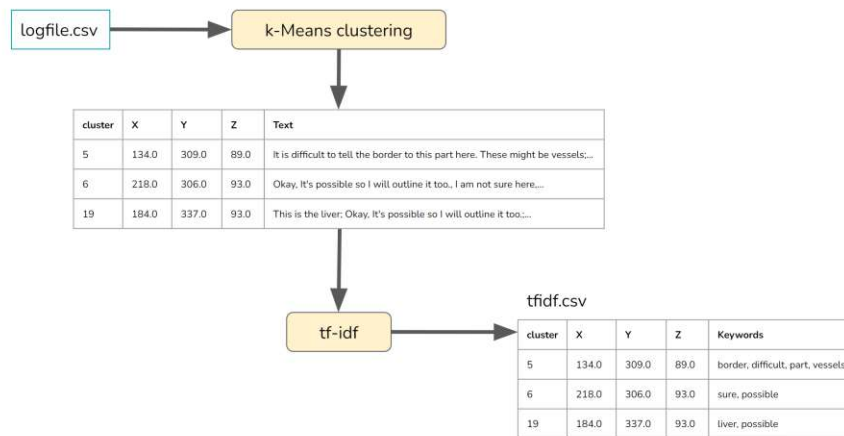 logfile.csv
k-Means clustering
cluster X Y Z Text
5 134.0 309.0 89.0 It is difficult to tell the border to this part here. These might be vessels;...
6 218.0 306.0 93.0 Okay, It's possible so I will outline it too., I am not sure here,...
19 184.0 337.0 93.0 This is the liver; Okay, It's possible so I will outline it too.;...
tf-idf
tfidf.csv
cluster X Y Z Keywords
5 134.0 309.0 89.0 border, difficult, part, vessels
6 218.0 306.0 93.0 sure, possible
19 184.0 337.0 93.0 liver, possible